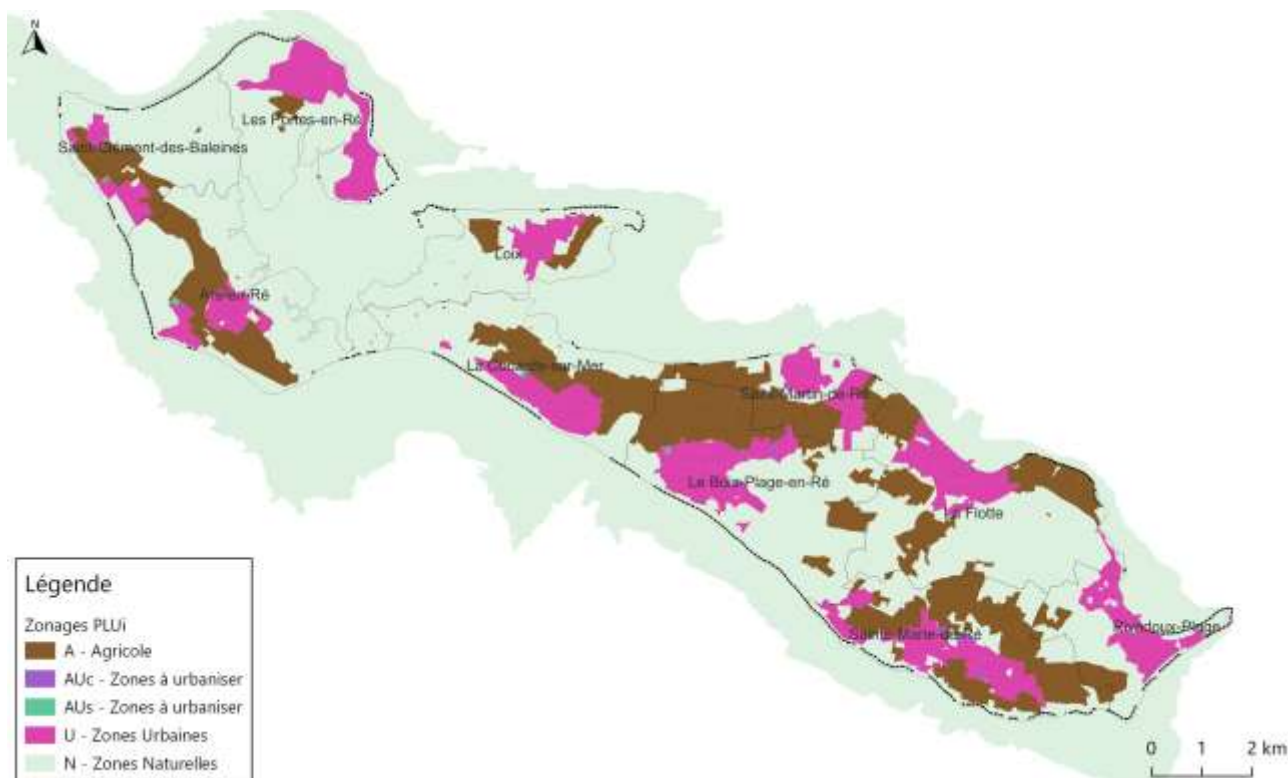 N
Les Portes-en-Ré
Saint-Clément-des-Baleines
Loix
Ars-en-Ré
La Couarde-sur-Mer
Saint-Martin-de-Ré
Le Bois-Plage-en-Ré
La Flotte
Sainte-Marie-de-Ré
Rivedoux-Plage
Légende
Zonages PLUi
A - Agricole
AUc - Zones à urbaniser
AUs - Zones à urbaniser
U - Zones Urbaines
N - Zones Naturelles
0 1 2 km